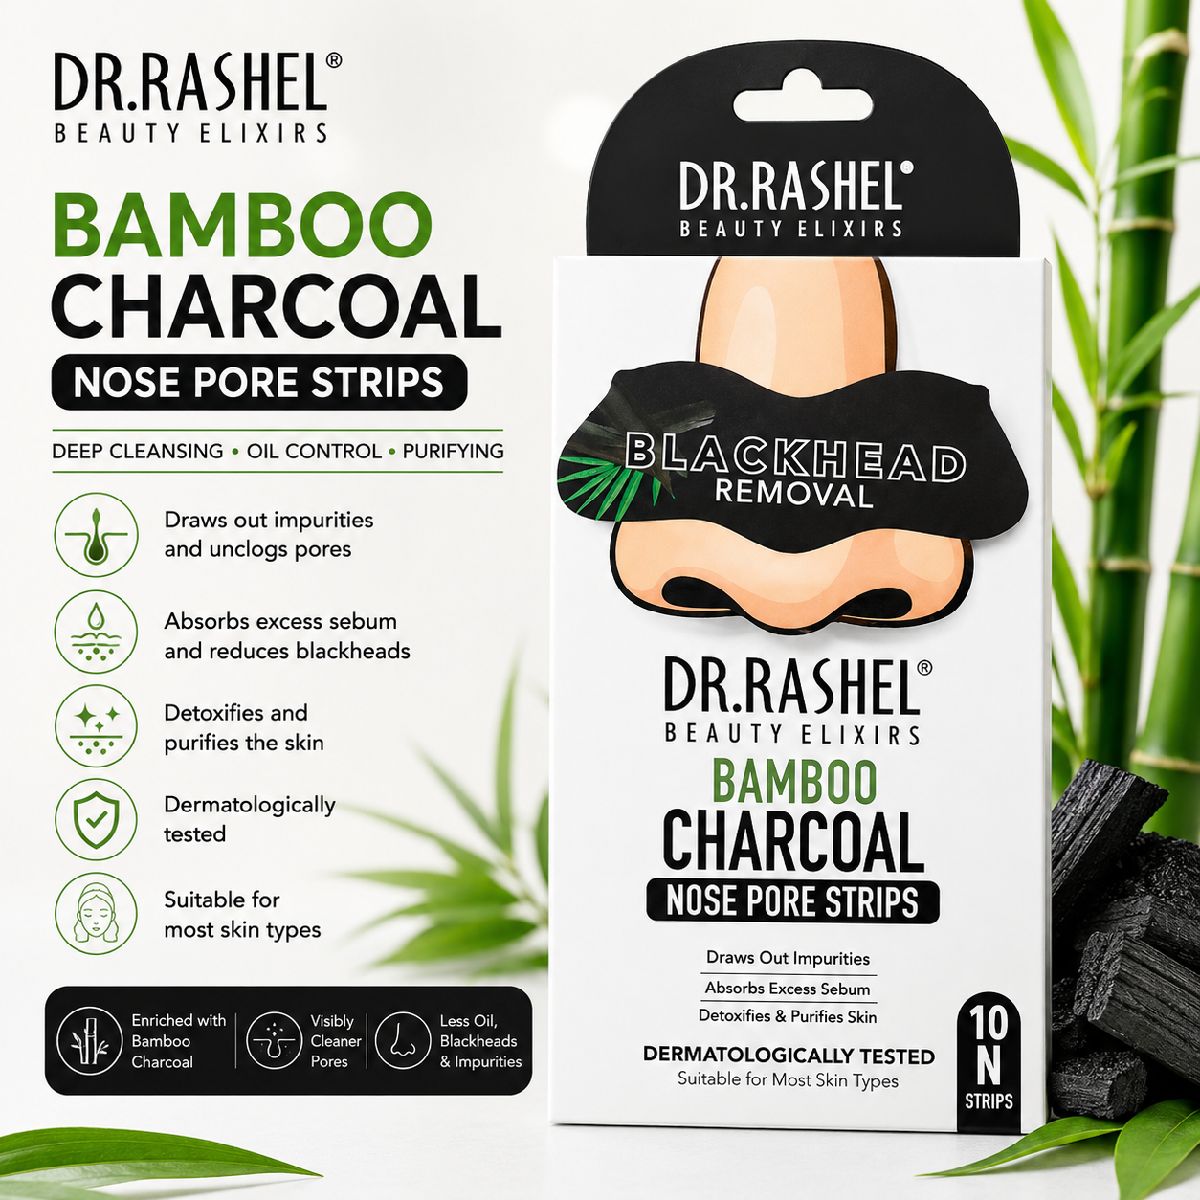 DR.RASHEL®
BEAUTY ELIXIRS
BAMBOO
CHARCOAL
NOSE PORE STRIPS
DEEP CLEANSING • OIL CONTROL • PURIFYING
Draws out impurities
and unclogs pores
Absorbs excess sebum
and reduces blackheads
Detoxifies and
purifies the skin
Dermatologically
tested
Suitable for
most skin types
Enriched with
Bamboo
Charcoal
Visibly
Cleaner
Pores
Less Oil,
Blackheads
& Impurities
DR.RASHEL®
BEAUTY ELIXIRS
BLACKHEAD
REMOVAL
DR.RASHEL®
BEAUTY ELIXIRS
BAMBOO
CHARCOAL
NOSE PORE STRIPS
Draws Out Impurities
Absorbs Excess Sebum
Detoxifies & Purifies Skin
DERMATOLOGICALLY TESTED
Suitable for Most Skin Types
10
N
STRIPS